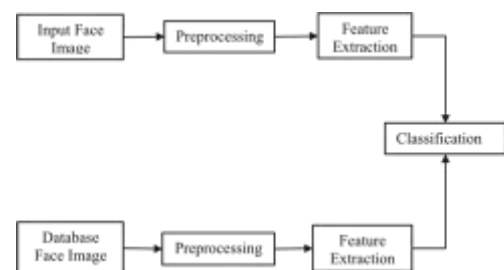 Input Face
Image
Preprocessing
Feature
Extraction
Classification
Database
Face Image
Preprocessing
Feature
Extraction